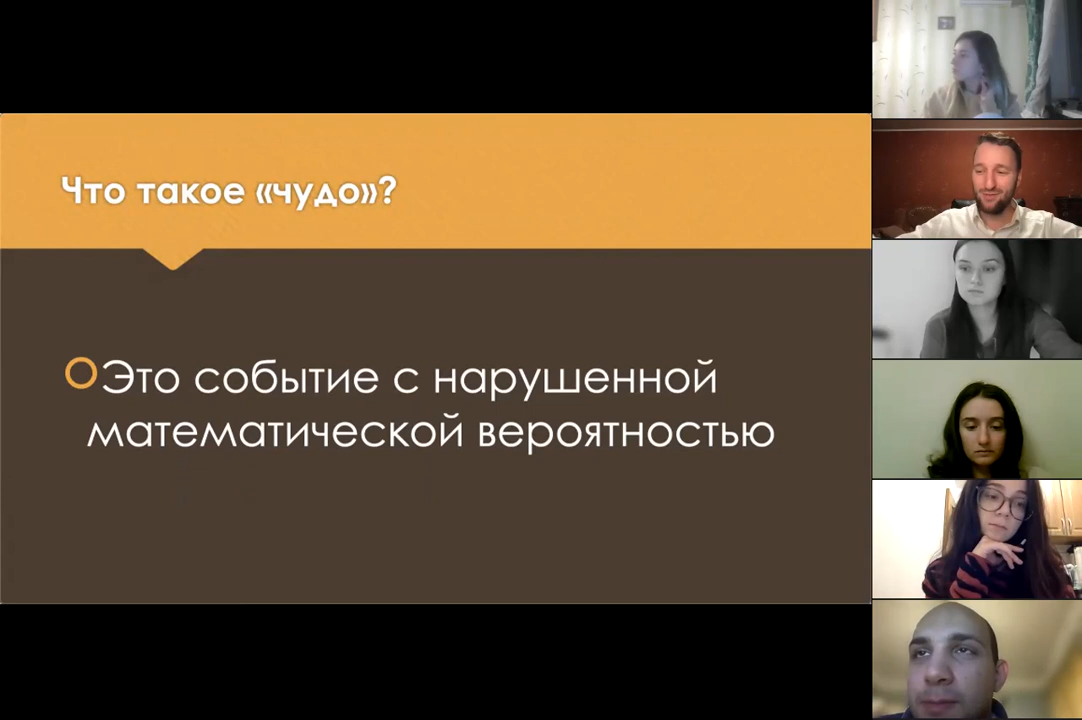 Что такое «чудо»?
Это событие с нарушенной
математической вероятностью